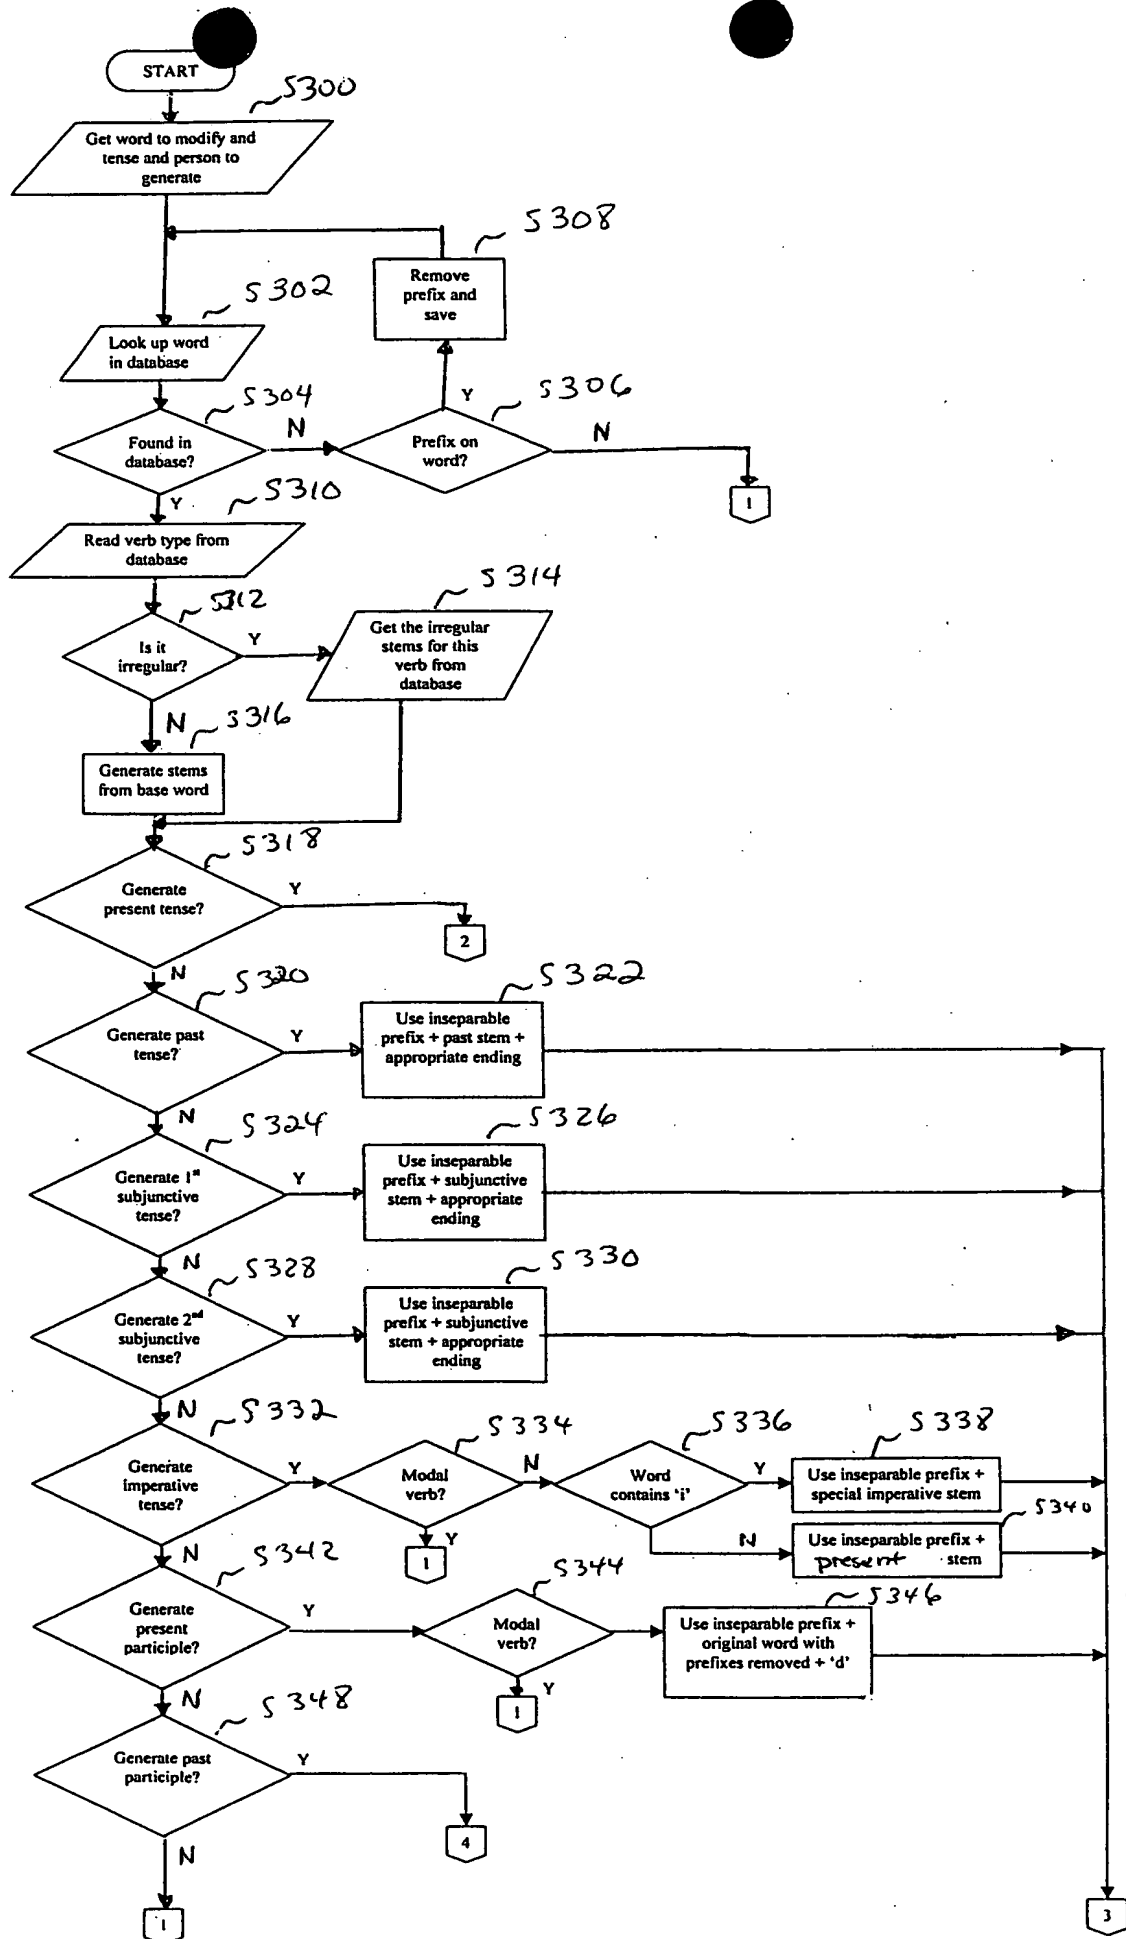 START
S300
Get word to modify and
tense and person to
generate
S308
Remove
prefix and
save
S302
Look up word
in database
Y
S304
S306
Found in
database?
N
Prefix on
word?
N
1
Y
S310
Read verb type from
database
S314
S312
Is it
irregular?
Y
Get the irregular
stems for this
verb from
database
N
S316
Generate stems
from base word
S318
Generate
present tense?
Y
2
N
S320
S322
Generate past
tense?
Y
Use inseparable
prefix + past stem +
appropriate ending
N
S324
S326
Generate 1st
subjunctive
tense?
Y
Use inseparable
prefix + subjunctive
stem + appropriate
ending
N
S328
S330
Generate 2nd
subjunctive
tense?
Y
Use inseparable
prefix + subjunctive
stem + appropriate
ending
N
S332
S334
S336
S338
Generate
imperative
tense?
Y
Modal
verb?
N
Word
contains 'i'
Y
Use inseparable prefix +
special imperative stem
S340
Y
1
N
Use inseparable prefix +
present stem
N
S342
S344
S346
Generate
present
participle?
Y
Modal
verb?
Use inseparable prefix +
original word with
prefixes removed + 'd'
Y
1
N
S348
Generate past
participle?
Y
4
N
1
3